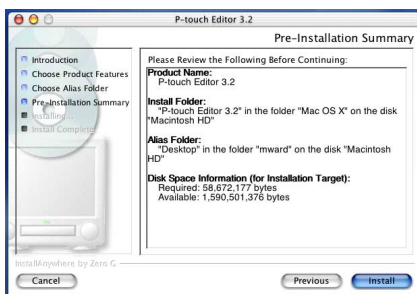 P-touch Editor 3.2
Pre-Installation Summary
Introduction
Choose Product Features
Choose Alias Folder
Pre-Installation Summary
Installing...
Install Complete
Please Review the Following Before Continuing:
Product Name:
P-touch Editor 3.2
Install Folder:
"P-touch Editor 3.2" in the folder "Mac OS X" on the disk
"Macintosh HD"
Alias Folder:
"Desktop" in the folder "mward" on the disk "Macintosh
HD"
Disk Space Information (for Installation Target):
Required: 58,672,177 bytes
Available: 1,590,501,376 bytes
InstallAnywhere by Zero G
Cancel
Previous
Install